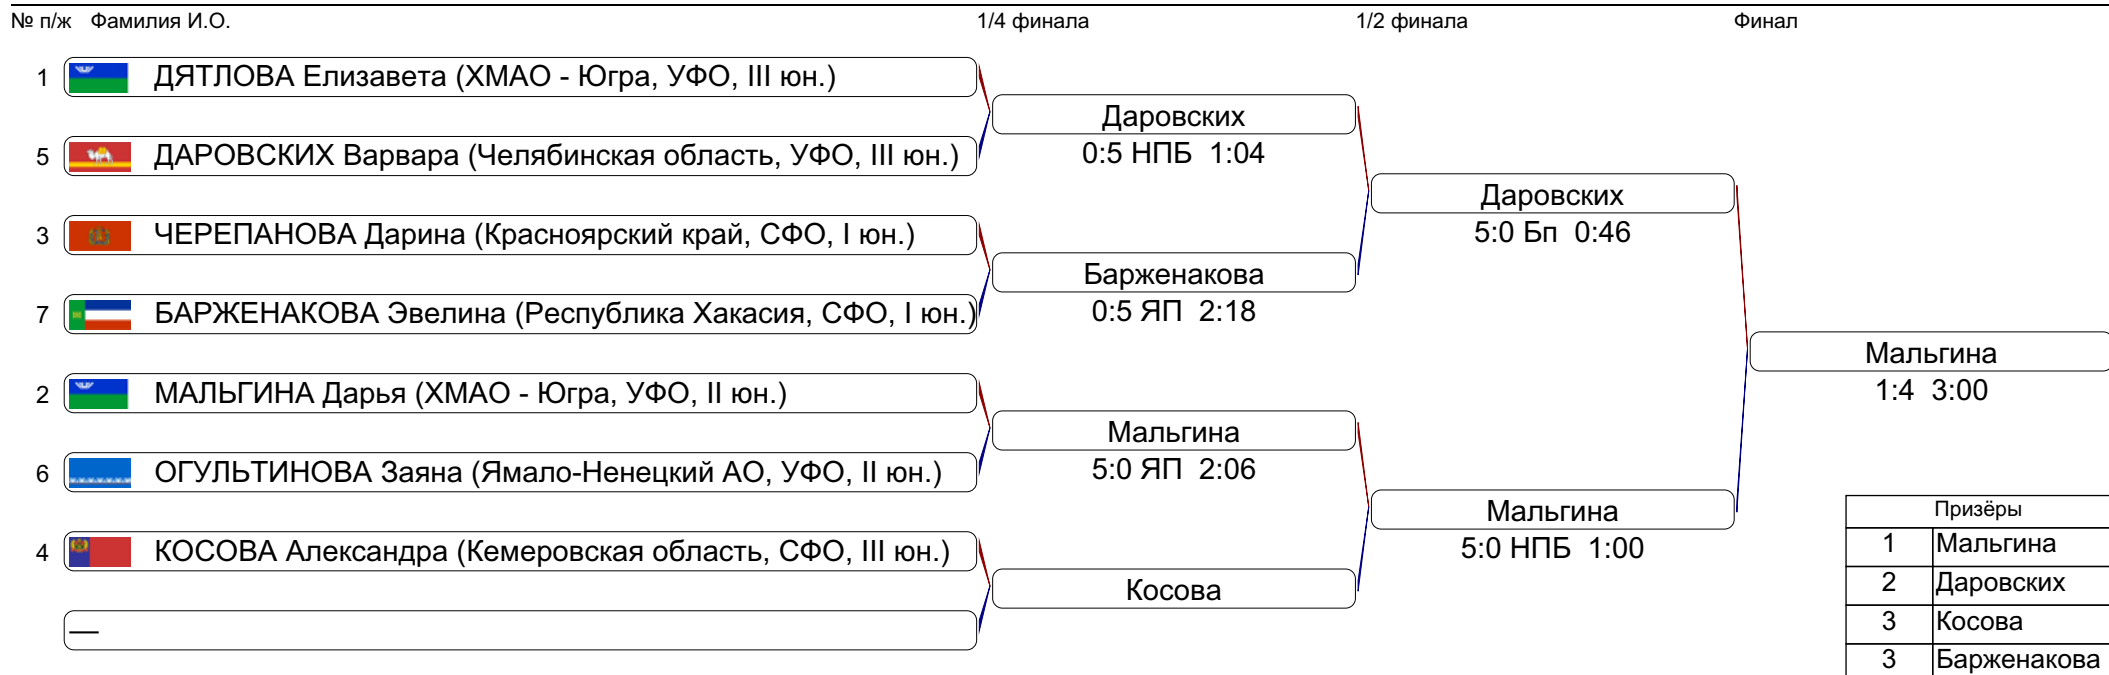 № п/ж Фамилия И.О. 1/4 финала 1/2 финала Финал
1 ДЯТЛОВА Елизавета (ХМАО - Югра, УФО, III юн.)
Даровских
0:5 НПБ 1:04
5 ДАРОВСКИХ Варвара (Челябинская область, УФО, III юн.)
Даровских
5:0 Бп 0:46
3 ЧЕРЕПАНОВА Дарина (Красноярский край, СФО, I юн.)
Барженакова
0:5 ЯП 2:18
7 БАРЖЕНАКОВА Эвелина (Республика Хакасия, СФО, I юн.)
Мальгина
1:4 3:00
2 МАЛЬГИНА Дарья (ХМАО - Югра, УФО, II юн.)
Мальгина
5:0 ЯП 2:06
6 ОГУЛЬТИНОВА Заяна (Ямало-Ненецкий АО, УФО, II юн.)
Мальгина
5:0 НПБ 1:00
4 КОСОВА Александра (Кемеровская область, СФО, III юн.)
Косова
—
Призёры
1 Мальгина
2 Даровских
3 Косова
3 Барженакова